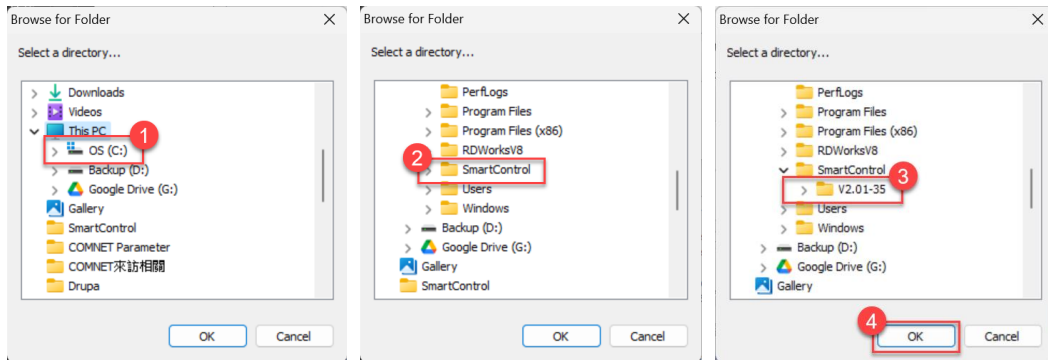 Browse for Folder
Select a directory...
Downloads
Videos
This PC
1
OS (C:)
Backup (D:)
Google Drive (G:)
Gallery
SmartControl
COMNET Parameter
COMNET來訪相關
Drupa
OK
Cancel
Browse for Folder
Select a directory...
PerfLogs
Program Files
Program Files (x86)
RDWorksV8
2
SmartControl
Users
Windows
Backup (D:)
Google Drive (G:)
Gallery
SmartControl
OK
Cancel
Browse for Folder
Select a directory...
PerfLogs
Program Files
Program Files (x86)
RDWorksV8
SmartControl
3
V2.01-35
Users
Windows
Backup (D:)
Google Drive (G:)
Gallery
4
OK
Cancel